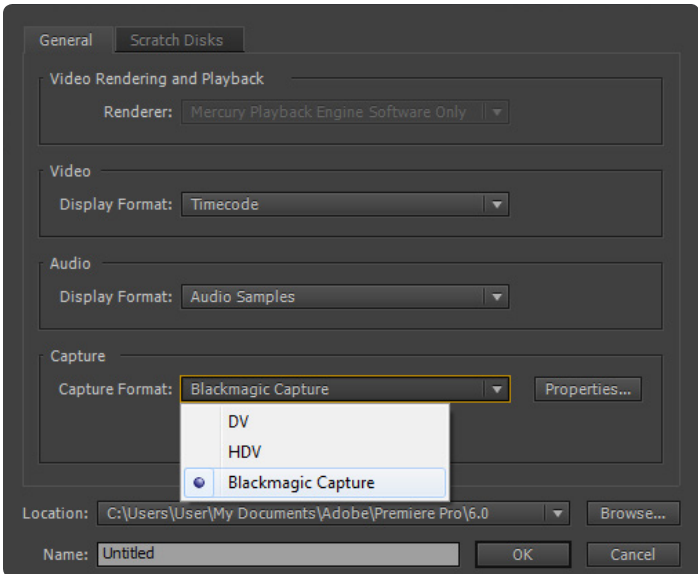 General Scratch Disks
Video Rendering and Playback
Renderer: Mercury Playback Engine Software Only
Video
Display Format: Timecode
Audio
Display Format: Audio Samples
Capture
Capture Format: Blackmagic Capture Properties...
DV
HDV
Blackmagic Capture
Location: C:\Users\User\My Documents\Adobe\Premiere Pro\6.0 Browse...
Name: Untitled OK Cancel